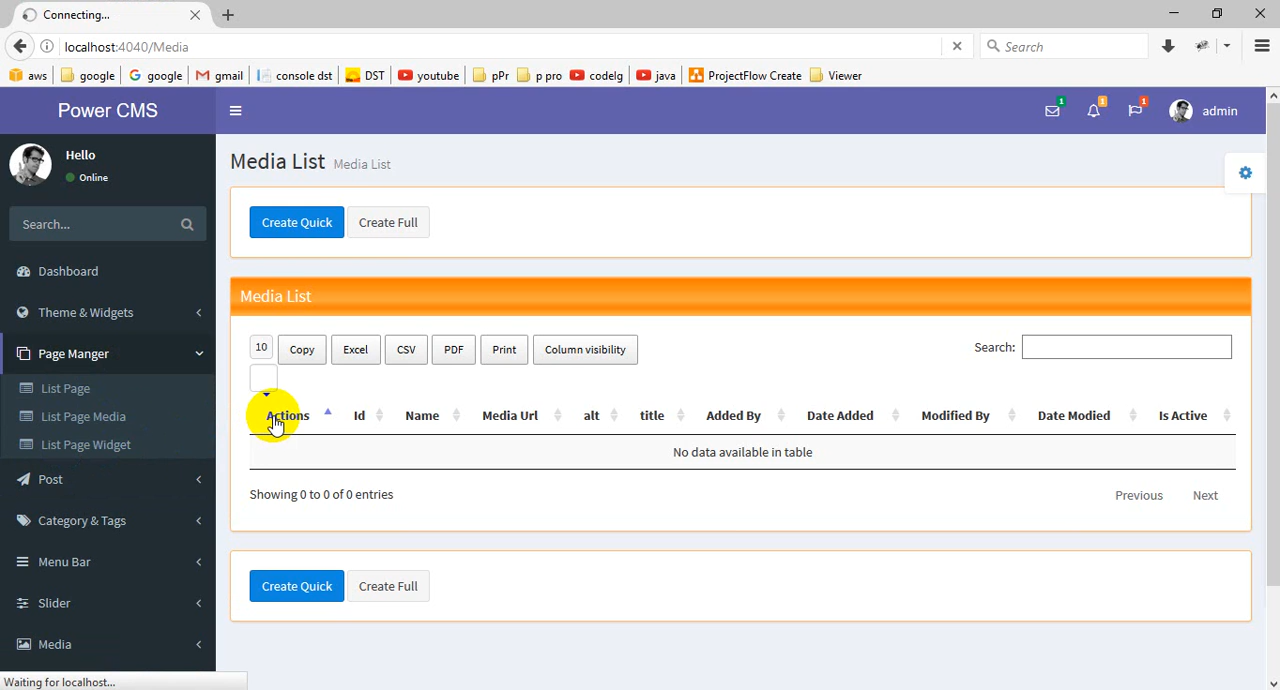 Connecting...
localhost:4040/Media
Search
aws google google gmail console dst DST youtube pPr p pro codelg java ProjectFlow Create Viewer
Power CMS
1 1 1 admin
Hello
Online
Search...
Dashboard
Theme & Widgets
Page Manger
List Page
List Page Media
List Page Widget
Post
Category & Tags
Menu Bar
Slider
Media
Media List Media List
Create Quick Create Full
Media List
10 Copy Excel CSV PDF Print Column visibility Search:
Actions Id Name Media Url alt title Added By Date Added Modified By Date Modied Is Active
No data available in table
Showing 0 to 0 of 0 entries Previous Next
Create Quick Create Full
Waiting for localhost...